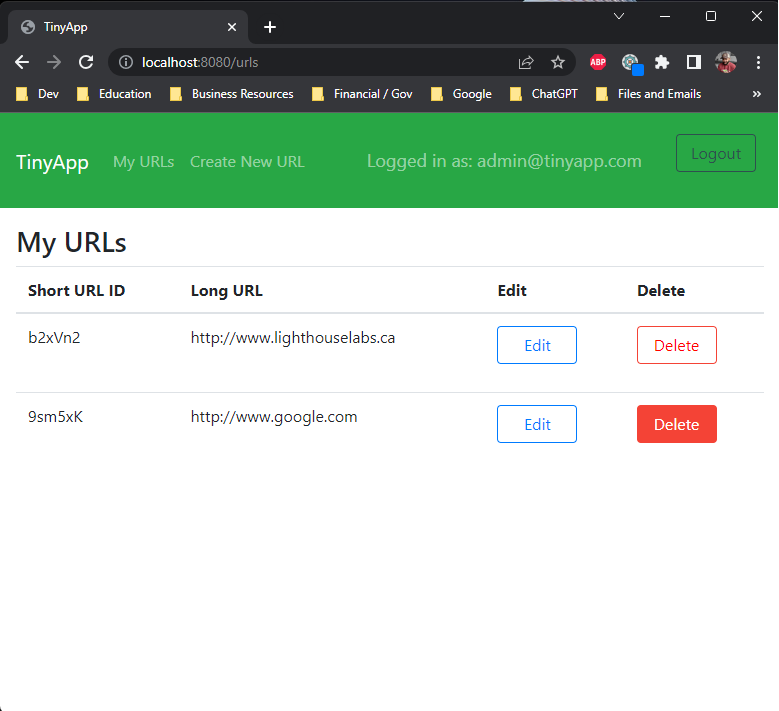 TinyApp
localhost:8080/urls
ABP
Dev Education Business Resources Financial / Gov Google ChatGPT Files and Emails »
TinyApp My URLs Create New URL Logged in as: admin@tinyapp.com Logout
My URLs
Short URL ID Long URL Edit Delete
b2xVn2 http://www.lighthouselabs.ca Edit Delete
9sm5xK http://www.google.com Edit Delete